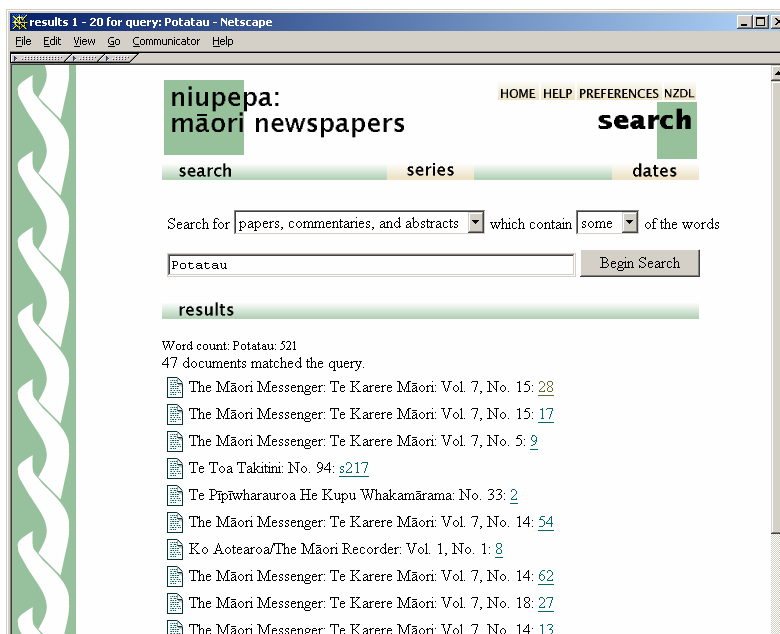 results 1 - 20 for query: Potatau - Netscape
File Edit View Go Communicator Help
niupepa:
māori newspapers
HOME HELP PREFERENCES NZDL
search
search series dates
Search for papers, commentaries, and abstracts which contain some of the words
Potatau Begin Search
results
Word count: Potatau: 521
47 documents matched the query.
The Māori Messenger: Te Karere Māori: Vol. 7, No. 15: 28
The Māori Messenger: Te Karere Māori: Vol. 7, No. 15: 17
The Māori Messenger: Te Karere Māori: Vol. 7, No. 5: 9
Te Toa Takitini: No. 94: s217
Te Pīpīwharauroa He Kupu Whakamārama: No. 33: 2
The Māori Messenger: Te Karere Māori: Vol. 7, No. 14: 54
Ko Aotearoa/The Māori Recorder: Vol. 1, No. 1: 8
The Māori Messenger: Te Karere Māori: Vol. 7, No. 14: 62
The Māori Messenger: Te Karere Māori: Vol. 7, No. 18: 27
The Māori Messenger: Te Karere Māori: Vol. 7, No. 14: 13